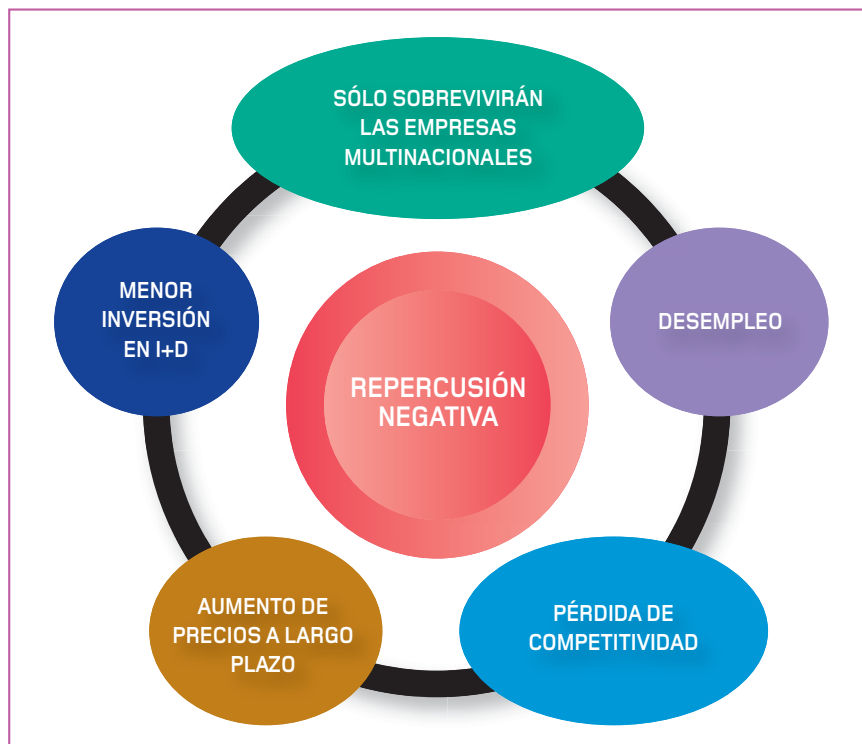 SÓLO SOBREVIVIRÁN
LAS EMPRESAS
MULTINACIONALES
MENOR
INVERSIÓN
EN I+D
DESEMPLEO
REPERCUSIÓN
NEGATIVA
AUMENTO DE
PRECIOS A LARGO
PLAZO
PÉRDIDA DE
COMPETITIVIDAD